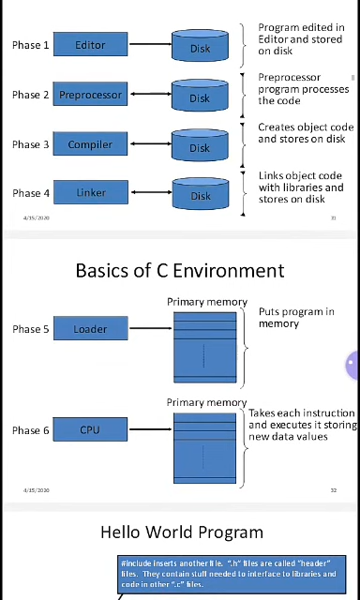 Phase 1
Editor
Disk
Program edited in
Editor and stored
on disk
Phase 2
Preprocessor
Disk
Preprocessor
program processes
the code
Phase 3
Compiler
Disk
Creates object code
and stores on disk
Phase 4
Linker
Disk
Links object code
with libraries and
stores on disk
4/15/2020
31
Basics of C Environment
Primary memory
Phase 5
Loader
Puts program in
memory
Primary memory
Phase 6
CPU
Takes each instruction
and executes it storing
new data values
4/15/2020
32
Hello World Program
#include inserts another file. ".h" files are called "header"
files. They contain stuff needed to interface to libraries and
code in other ".c" files.